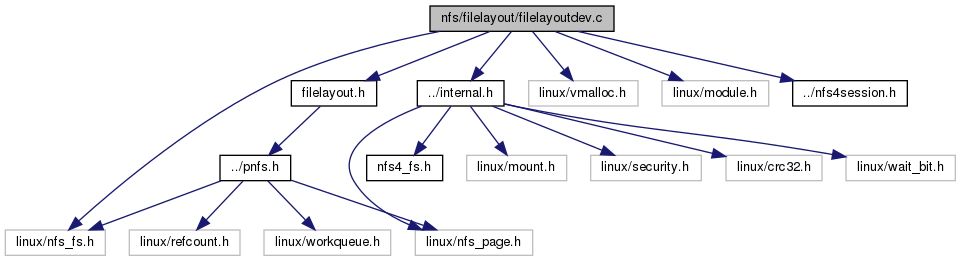 nfs/filelayout/filelayoutdev.c
filelayout.h
../internal.h
linux/vmalloc.h
linux/module.h
../nfs4session.h
../pnfs.h
nfs4_fs.h
linux/mount.h
linux/security.h
linux/crc32.h
linux/wait_bit.h
linux/nfs_fs.h
linux/refcount.h
linux/workqueue.h
linux/nfs_page.h